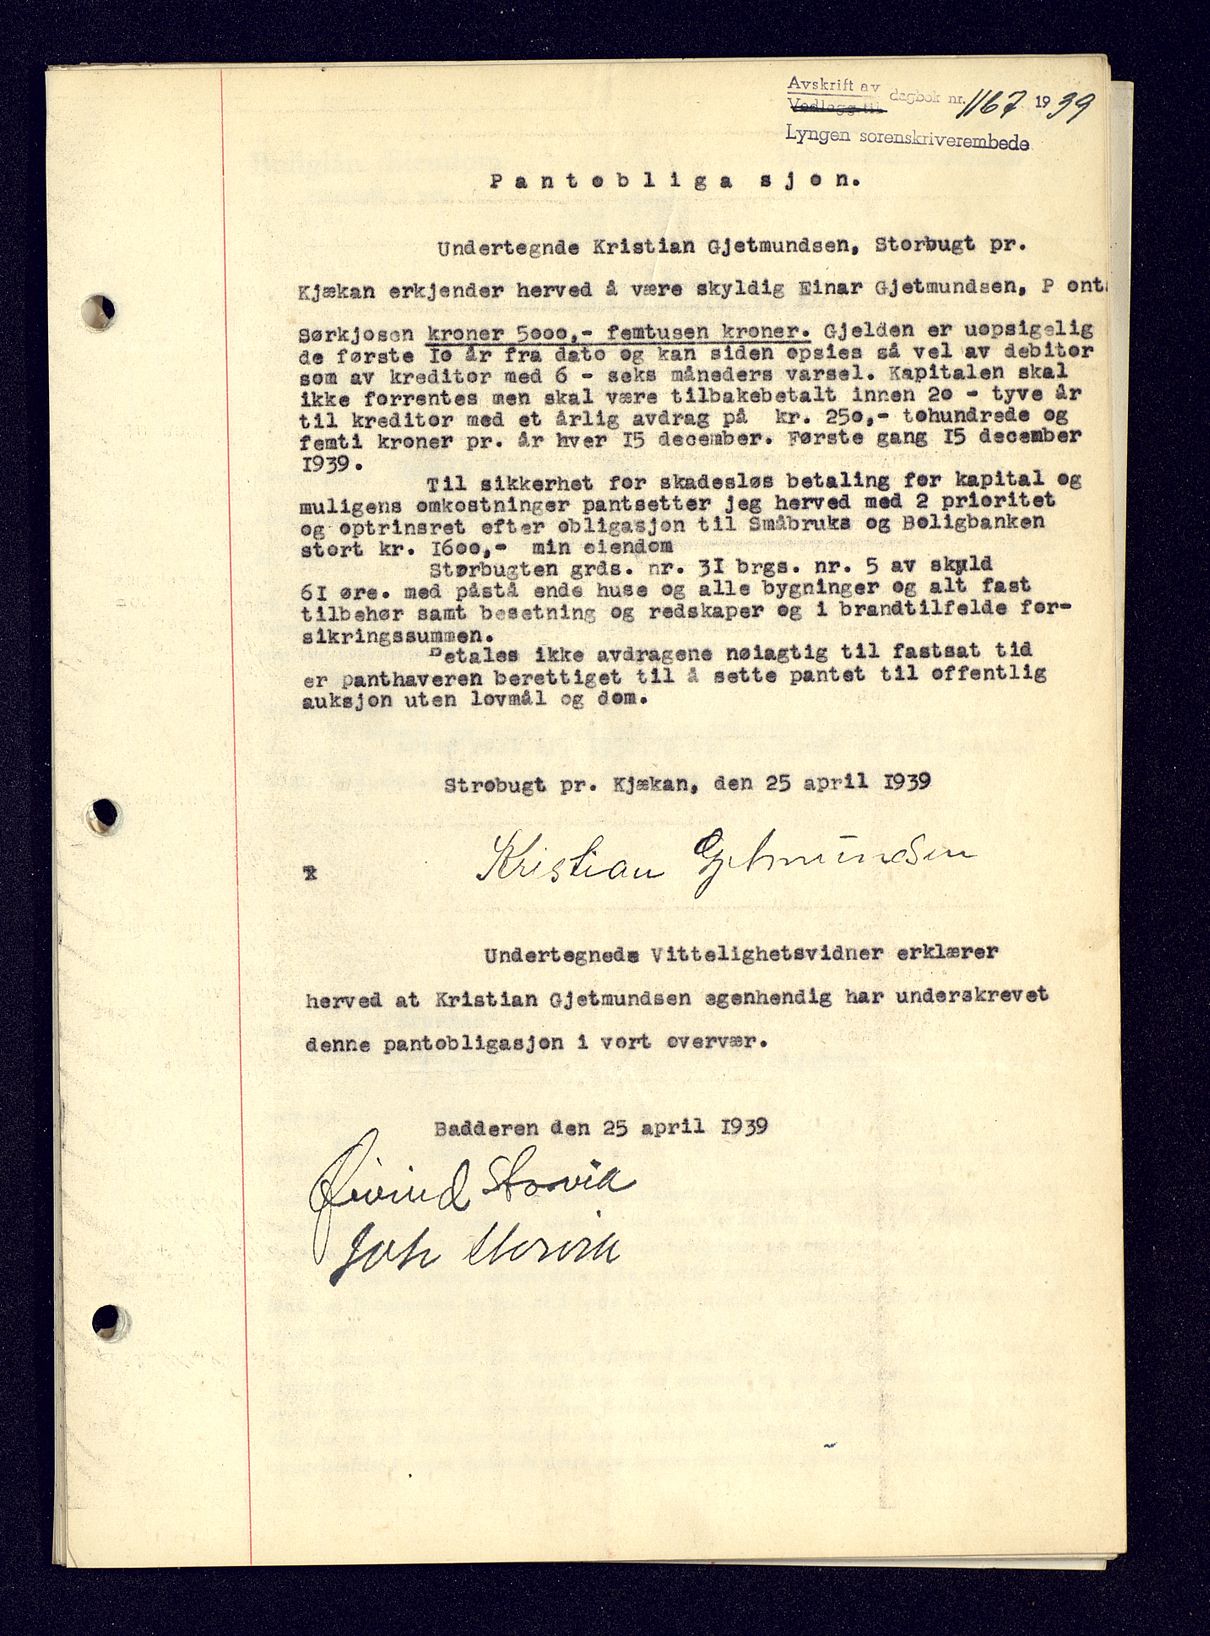 Avskrift av
Vedlegg til dagbok nr. 1167 1939
Lyngen sorenskriverembede
Pantobligasjon.
Undertegnde Kristian Gjetmundsen, Storbugt pr.
Kjækan erkjender herved å være skyldig Einar Gjetmundsen, P ont.
Sørkjosen kroner 5000,- femtusen kroner. Gjelden er uopsigelig
de første 10 år fra dato og kan siden opsies så vel av debitor
som av kreditor med 6 - seks måneders varsel. Kapitalen skal
ikke forrentes men skal være tilbakebetalt innen 20 - tyve år
til kreditor med et årlig avdrag på kr. 250,- tohundrede og
femti kroner pr. år hver 15 december. Første gang 15 december
1939.
Til sikkerhet for skadesløs betaling for kapital og
muligens omkostninger pantsetter jeg herved med 2 prioritet
og optrinsret efter obligasjon til Småbruks og Boligbanken
stort kr. 1600,- min eiendom
Størbugten grds. nr. 31 brgs. nr. 5 av skyld
61 øre. med påstå ende huse og alle bygninger og alt fast
tilbehør samt besetning og redskaper og i brandtilfelde for-
sikringssummen.
Betales ikke avdragene nøiagtig til fastsat tid
er panthaveren berettiget til å sette pantet til offentlig
auksjon uten lovmål og dom.
Strobugt pr. Kjækan, den 25 april 1939
Kristian Gjetmundsen
Undertegnede Vittelighetsvidner erklærer
herved at Kristian Gjetmundsen egenhendig har underskrevet
denne pantobligasjon i vort overvær.
Badderen den 25 april 1939
Øivind Storvik
Joh Storvik